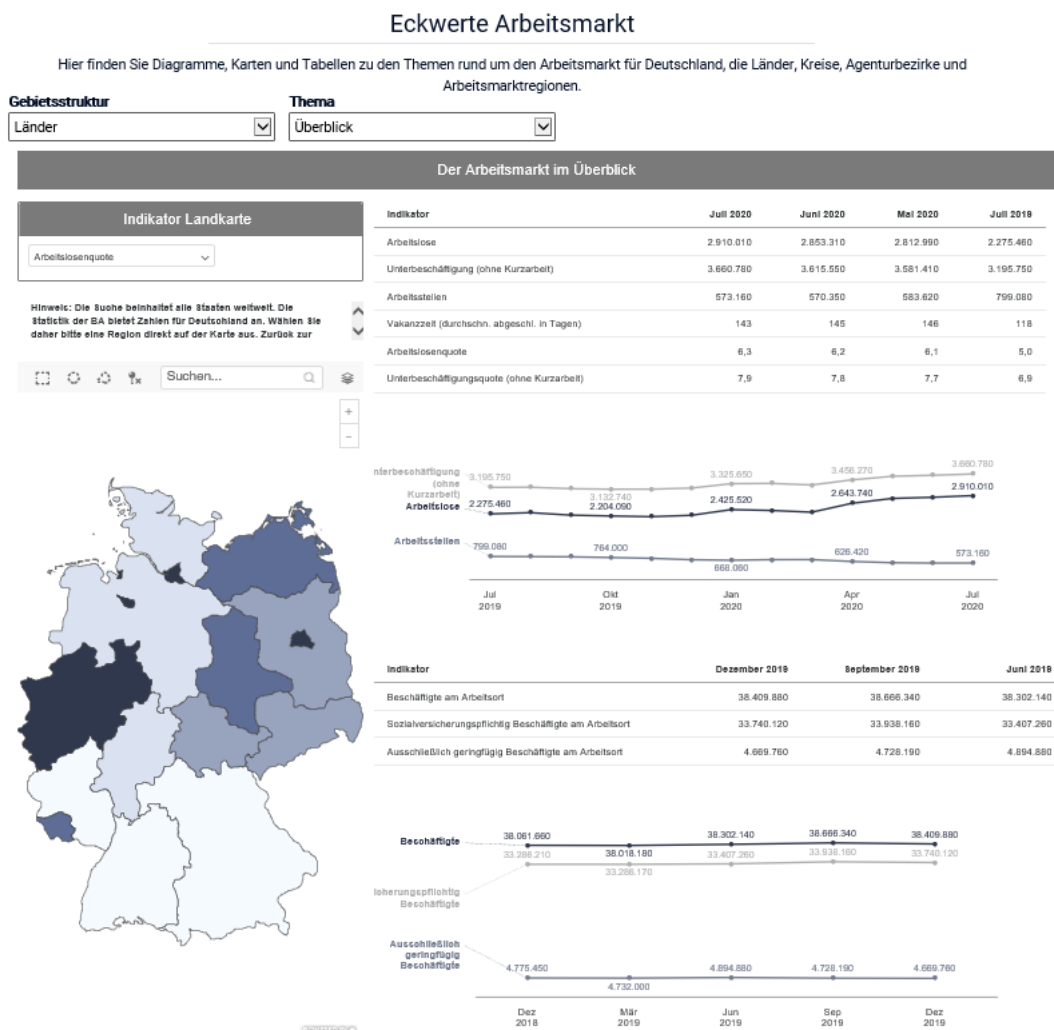 Eckwerte Arbeitsmarkt
Hier finden Sie Diagramme, Karten und Tabellen zu den Themen rund um den Arbeitsmarkt für Deutschland, die Länder, Kreise, Agenturbezirke und
Arbeitsmarktregionen.
Gebietsstruktur Thema
Länder Überblick
Der Arbeitsmarkt im Überblick
Indikator Landkarte
Arbeitslosenquote
Hinweis: Die Suche beinhaltet alle Staaten weltweit. Die
Statistik der BA bietet Zahlen für Deutschland an. Wählen Sie
daher bitte eine Region direkt auf der Karte aus. Zurück zur
Suchen...
+
−
Indikator Juli 2020 Juni 2020 Mai 2020 Juli 2019
Arbeitslose 2.910.010 2.853.310 2.812.990 2.275.460
Unterbeschäftigung (ohne Kurzarbeit) 3.660.780 3.615.550 3.581.410 3.195.750
Arbeitsstellen 573.160 570.350 583.620 799.080
Vakanzzeit (durchschn. abgeschl. in Tagen) 143 145 146 118
Arbeitslosenquote 6,3 6,2 6,1 5,0
Unterbeschäftigungsquote (ohne Kurzarbeit) 7,9 7,8 7,7 6,9
nterbeschäftigung
(ohne
Kurzarbeit)
3.195.750 3.132.740 3.325.650 3.456.270 3.660.780
Arbeitslose 2.275.460 2.204.090 2.425.520 2.643.740 2.910.010
Arbeitsstellen 799.080 764.000 668.060 626.420 573.160
Jul Okt Jan Apr Jul
2019 2019 2020 2020 2020
Indikator Dezember 2019 September 2019 Juni 2019
Beschäftigte am Arbeitsort 38.409.880 38.666.340 38.302.140
Sozialversicherungspflichtig Beschäftigte am Arbeitsort 33.740.120 33.938.160 33.407.260
Ausschließlich geringfügig Beschäftigte am Arbeitsort 4.669.760 4.728.190 4.894.880
Beschäftigte 38.061.660 38.018.180 38.302.140 38.666.340 38.409.880
33.286.210 33.286.170 33.407.260 33.938.160 33.740.120
icherungspflichtig
Beschäftigte
Ausschließlich
geringfügig
Beschäftigte
4.775.450 4.732.000 4.894.880 4.728.190 4.669.760
Dez Mär Jun Sep Dez
2018 2019 2019 2019 2019